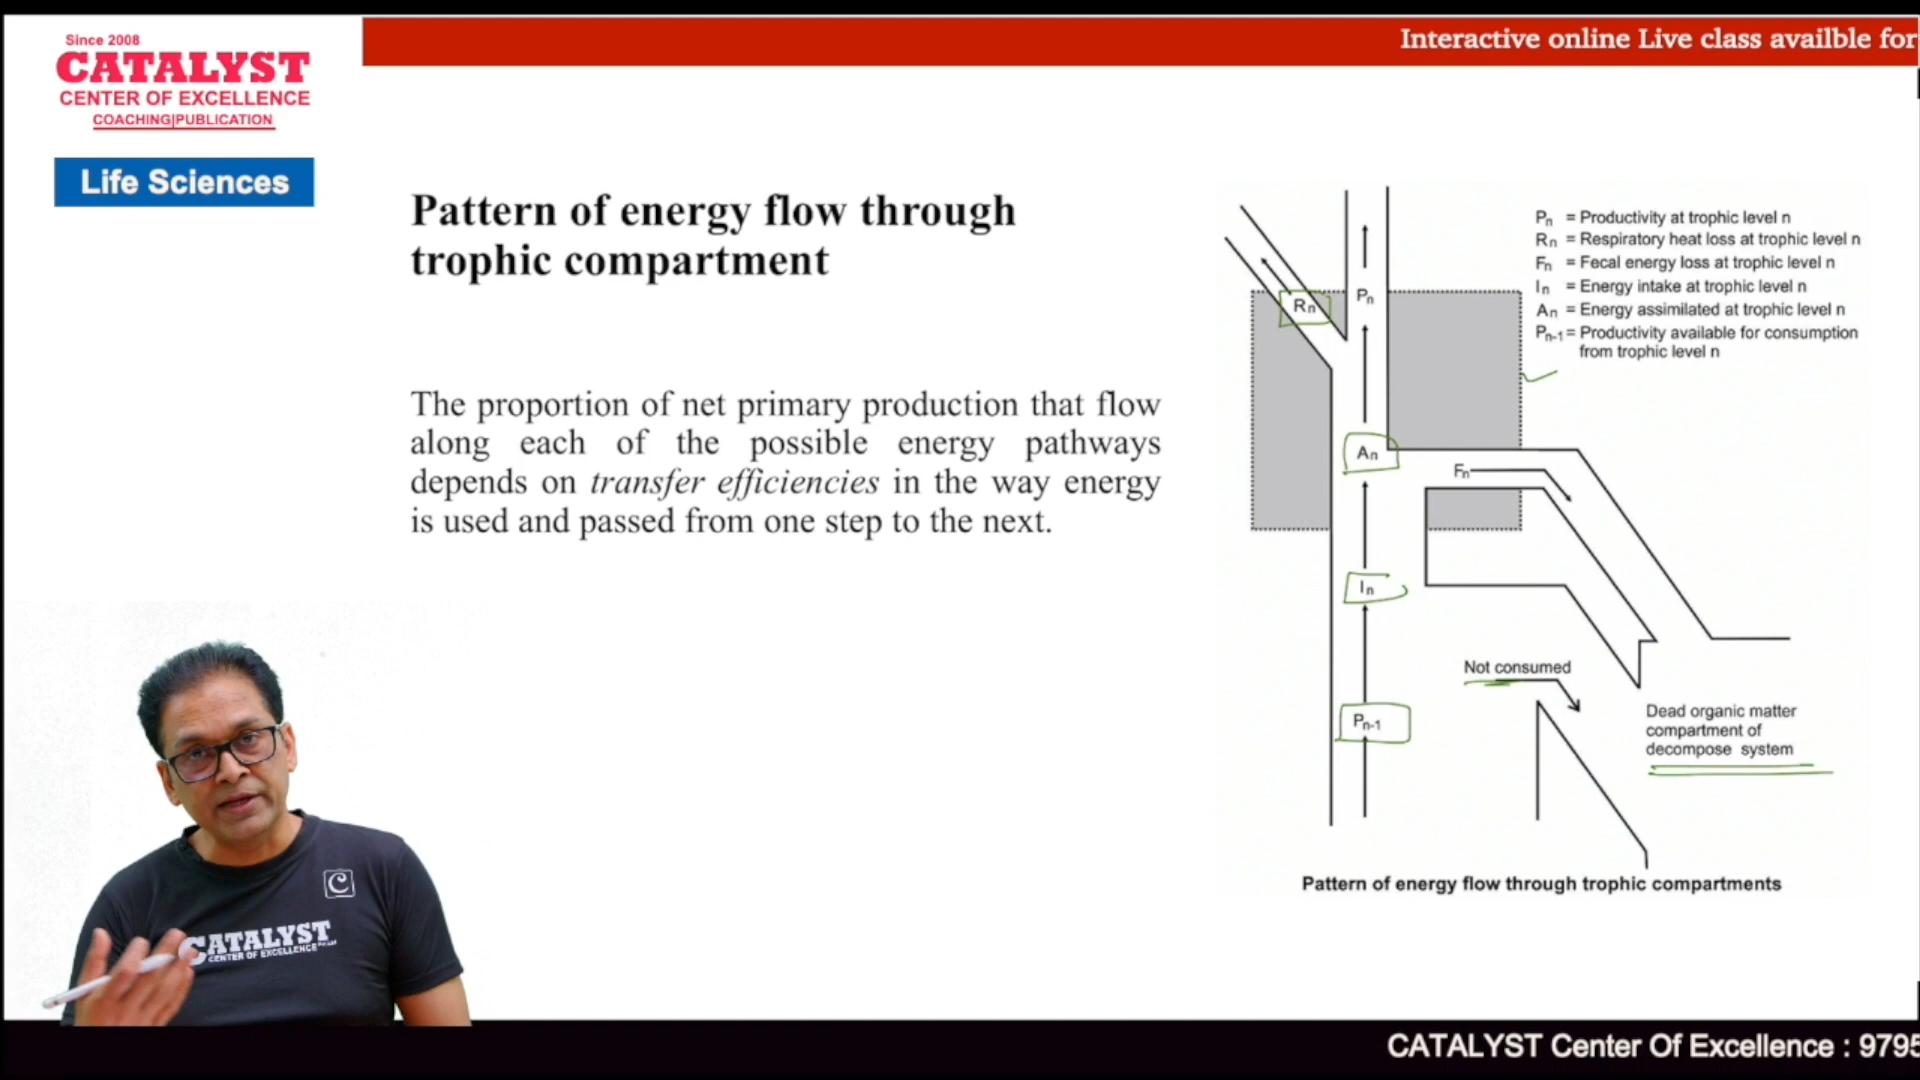 Since 2008
CATALYST
CENTER OF EXCELLENCE
COACHING|PUBLICATION
Interactive online Live class availble for
Life Sciences
Pattern of energy flow through
trophic compartment
The proportion of net primary production that flow
along each of the possible energy pathways
depends on transfer efficiencies in the way energy
is used and passed from one step to the next.
Pn = Productivity at trophic level n
Rn = Respiratory heat loss at trophic level n
Fn = Fecal energy loss at trophic level n
In = Energy intake at trophic level n
An = Energy assimilated at trophic level n
Pn-1 = Productivity available for consumption
from trophic level n
Rn
Pn
An
Fn
In
Not consumed
Pn-1
Dead organic matter
compartment of
decompose system
Pattern of energy flow through trophic compartments
C
CATALYST
CENTER OF EXCELLENCE
CATALYST Center Of Excellence : 9795